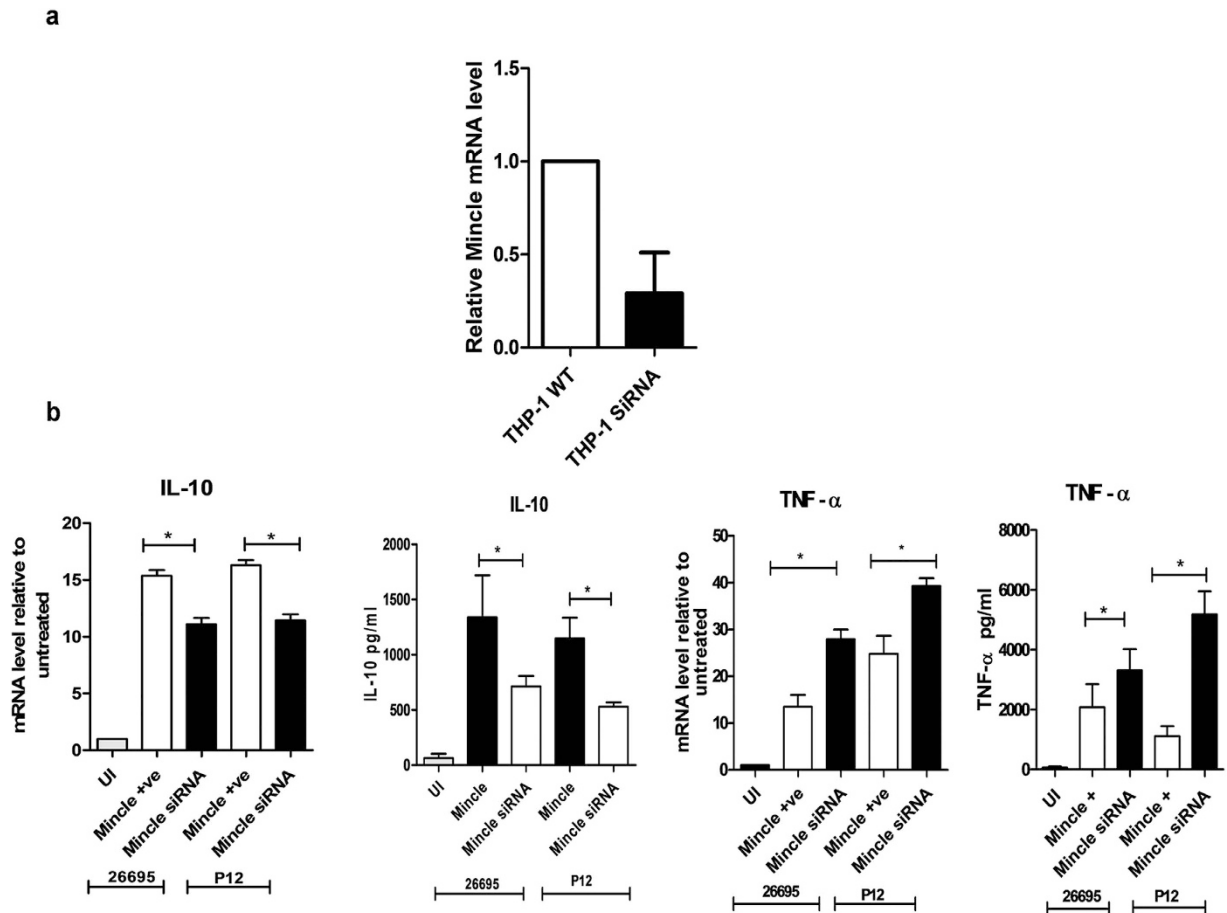 a
Relative Mincle mRNA level
1.5
1.0
0.5
0.0
THP-1 WT
THP-1 SiRNA
b
IL-10
mRNA level relative to
untreated
20
15
10
5
0
*
*
UI
Mincle +ve
Mincle siRNA
Mincle +ve
Mincle siRNA
26695
P12
IL-10
IL-10 pg/ml
2000
1500
1000
500
0
*
*
UI
Mincle
Mincle siRNA
Mincle
Mincle siRNA
26695
P12
TNF - α
mRNA level relative to
untreated
50
40
30
20
10
0
*
*
UI
Mincle +ve
Mincle siRNA
Mincle +ve
Mincle siRNA
26695
P12
TNF - α
TNF-α pg/ml
8000
6000
4000
2000
0
*
*
UI
Mincle +
Mincle siRNA
Mincle +
Mincle siRNA
26695
P12